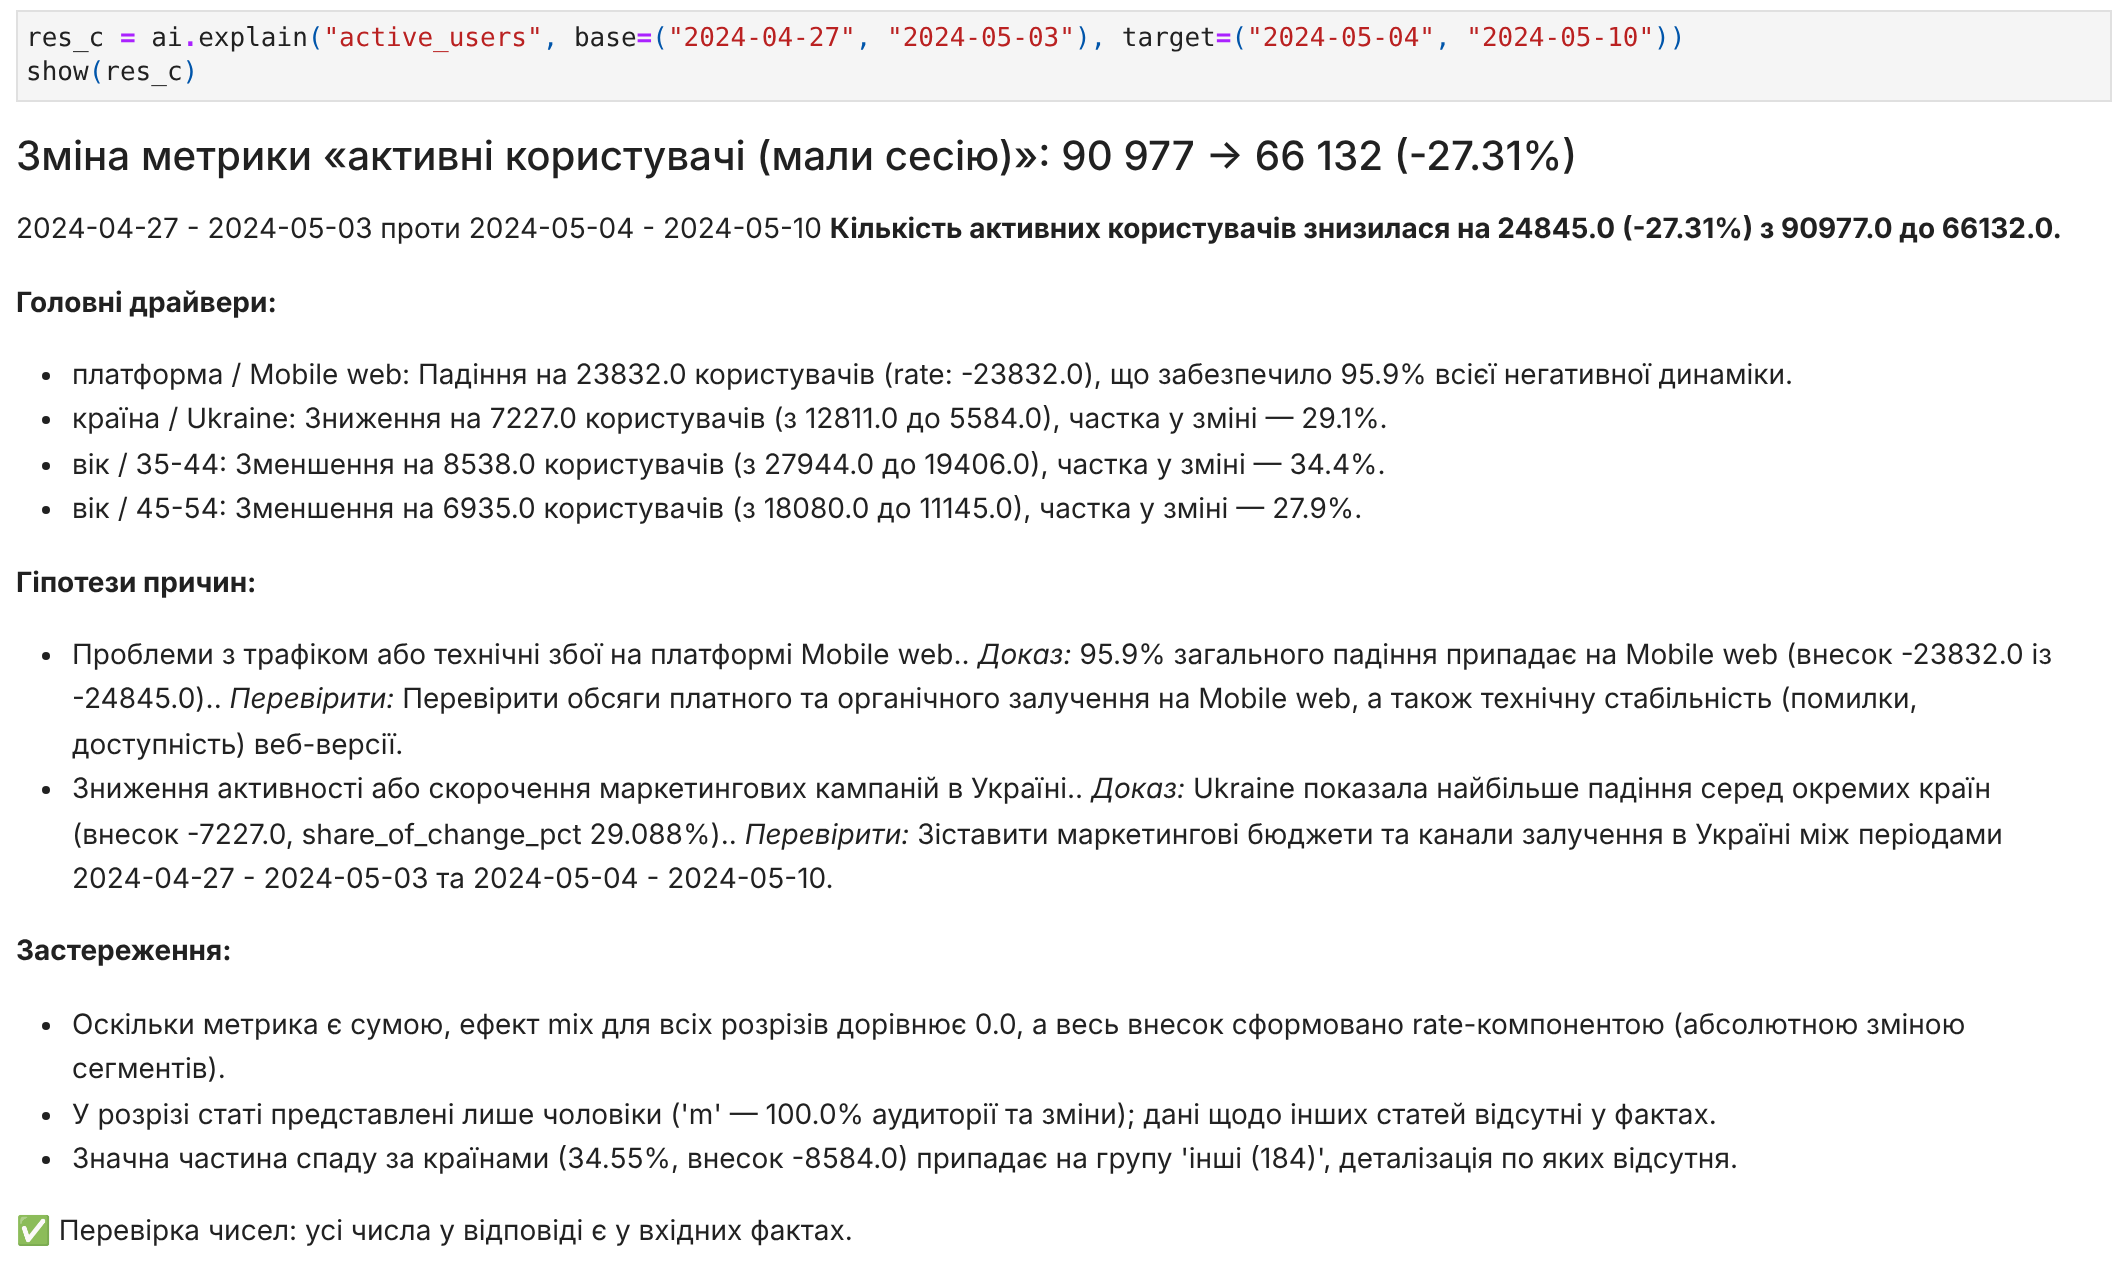 res_c = ai.explain("active_users", base=("2024-04-27", "2024-05-03"), target=("2024-05-04", "2024-05-10"))
show(res_c)
Зміна метрики «активні користувачі (мали сесію)»: 90 977 → 66 132 (-27.31%)
2024-04-27 - 2024-05-03 проти 2024-05-04 - 2024-05-10 Кількість активних користувачів знизилася на 24845.0 (-27.31%) з 90977.0 до 66132.0.
Головні драйвери:
• платформа / Mobile web: Падіння на 23832.0 користувачів (rate: -23832.0), що забезпечило 95.9% всієї негативної динаміки.
• країна / Ukraine: Зниження на 7227.0 користувачів (з 12811.0 до 5584.0), частка у зміні — 29.1%.
• вік / 35-44: Зменшення на 8538.0 користувачів (з 27944.0 до 19406.0), частка у зміні — 34.4%.
• вік / 45-54: Зменшення на 6935.0 користувачів (з 18080.0 до 11145.0), частка у зміні — 27.9%.
Гіпотези причин:
• Проблеми з трафіком або технічні збої на платформі Mobile web.. Доказ: 95.9% загального падіння припадає на Mobile web (внесок -23832.0 із
-24845.0).. Перевірити: Перевірити обсяги платного та органічного залучення на Mobile web, а також технічну стабільність (помилки,
доступність) веб-версії.
• Зниження активності або скорочення маркетингових кампаній в Україні.. Доказ: Ukraine показала найбільше падіння серед окремих країн
(внесок -7227.0, share_of_change_pct 29.088%).. Перевірити: Зіставити маркетингові бюджети та канали залучення в Україні між періодами
2024-04-27 - 2024-05-03 та 2024-05-04 - 2024-05-10.
Застереження:
• Оскільки метрика є сумою, ефект mix для всіх розрізів дорівнює 0.0, а весь внесок сформовано rate-компонентою (абсолютною зміною
сегментів).
• У розрізі статі представлені лише чоловіки ('m' — 100.0% аудиторії та зміни); дані щодо інших статей відсутні у фактах.
• Значна частина спаду за країнами (34.55%, внесок -8584.0) припадає на групу 'інші (184)', деталізація по яких відсутня.
✅ Перевірка чисел: усі числа у відповіді є у вхідних фактах.